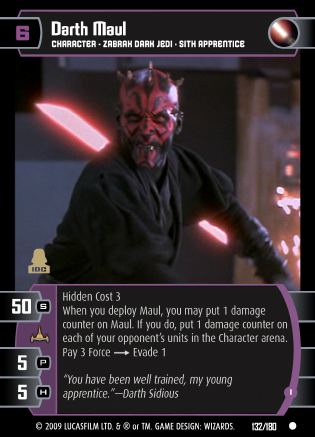 6
Darth Maul
CHARACTER • ZABRAK DARK JEDI • SITH APPRENTICE
IDC
50 S
5 P
5 H
Hidden Cost 3
When you deploy Maul, you may put 1 damage
counter on Maul. If you do, put 1 damage counter on
each of your opponent's units in the Character arena.
Pay 3 Force → Evade 1
"You have been well trained, my young
apprentice."—Darth Sidious
I
© 2009 LUCASFILM LTD. & ® or TM. GAME DESIGN: WIZARDS. 132/180